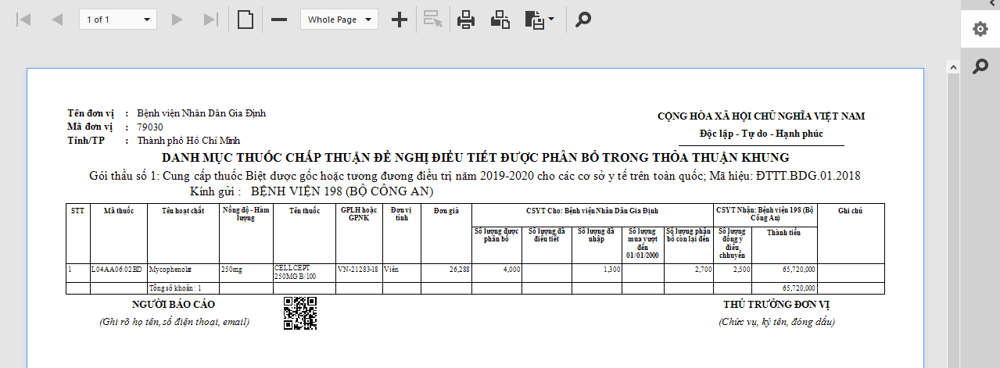 1 of 1
Whole Page
Tên đơn vị : Bệnh viện Nhân Dân Gia Định
Mã đơn vị : 79030
Tỉnh/TP : Thành phố Hồ Chí Minh
CỘNG HÒA XÃ HỘI CHỦ NGHĨA VIỆT NAM
Độc lập - Tự do - Hạnh phúc
DANH MỤC THUỐC CHẤP THUẬN ĐỀ NGHỊ ĐIỀU TIẾT ĐƯỢC PHÂN BỔ TRONG THỎA THUẬN KHUNG
Gói thầu số 1: Cung cấp thuốc Biệt dược gốc hoặc tương đương điều trị năm 2019-2020 cho các cơ sở y tế trên toàn quốc; Mã hiệu: ĐTTT.BDG.01.2018
Kính gửi : BỆNH VIỆN 198 (BỘ CÔNG AN)
STT
Mã thuốc
Tên hoạt chất
Nồng độ - Hàm
lượng
Tên thuốc
GPLH hoặc
GPNK
Đơn vị
tính
Đơn giá
CSYT Cho: Bệnh viện Nhân Dân Gia Định
CSYT Nhận: Bệnh viện 198 (Bộ
Công An)
Ghi chú
Số lượng được
phân bổ
Số lượng đã
điều tiết
Số lượng đã
nhập
Số lượng
mua vượt
đến
01/01/2000
Số lượng phân
bổ còn lại đến
Số lượng
đồng ý
điều
chhuyển
Thành tiền
1 L04AA06.02BD Mycophenolat 250mg CELLCEPT VN-21283-18 Viên 26,288 4,000 1,300 2,700 2,500 65,720,000
250MG B/100
Tổng số khoản: 1 65,720,000
NGƯỜI BÁO CÁO
(Ghi rõ họ tên, số điện thoại, email)
THỦ TRƯỞNG ĐƠN VỊ
(Chức vụ, ký tên, đóng dấu)